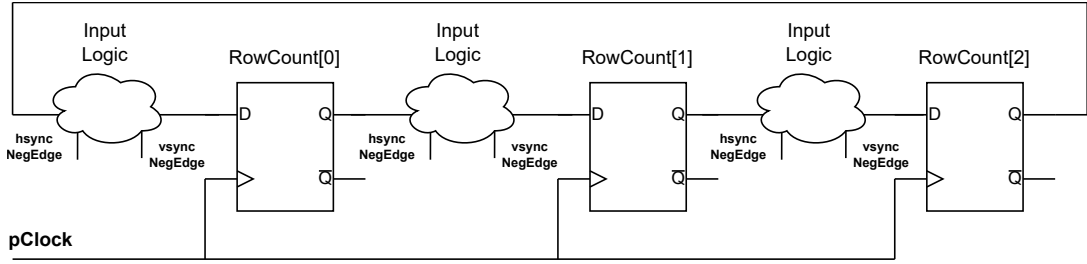 Input
Logic
RowCount[0]
Input
Logic
RowCount[1]
Input
Logic
RowCount[2]
D
Q
D
Q
D
Q
hsync
NegEdge
vsync
NegEdge
hsync
NegEdge
vsync
NegEdge
hsync
NegEdge
vsync
NegEdge
Q
Q
Q
pClock